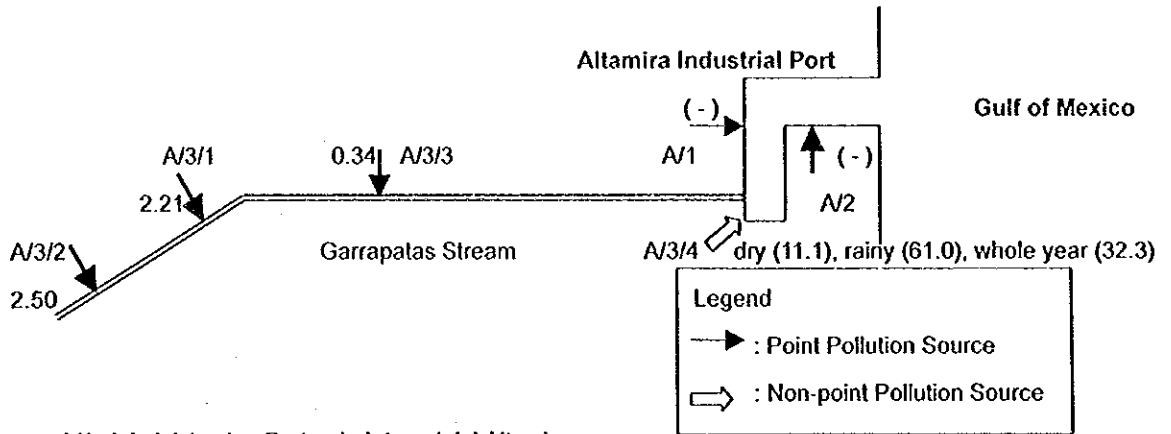 Altamira Industrial Port
Gulf of Mexico
(-)
A/3/1
0.34 A/3/3
A/1
(-)
2.21
A/2
A/3/2
Garrapatas Stream
A/3/4 dry (11.1), rainy (61.0), whole year (32.3)
2.50
Legend
: Point Pollution Source
: Non-point Pollution Source